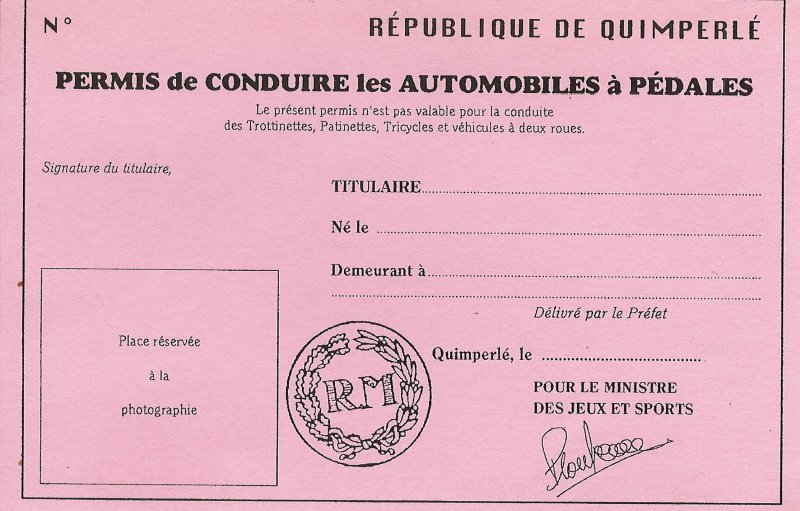 N°
RÉPUBLIQUE DE QUIMPERLÉ
PERMIS de CONDUIRE les AUTOMOBILES à PÉDALES
Le présent permis n'est pas valable pour la conduite
des Trottinettes, Patinettes, Tricycles et véhicules à deux roues.
Signature du titulaire,
TITULAIRE
Né le
Demeurant à
Délivré par le Préfet
Quimperlé, le
POUR LE MINISTRE
DES JEUX ET SPORTS
Place réservée
à la
photographie
RM